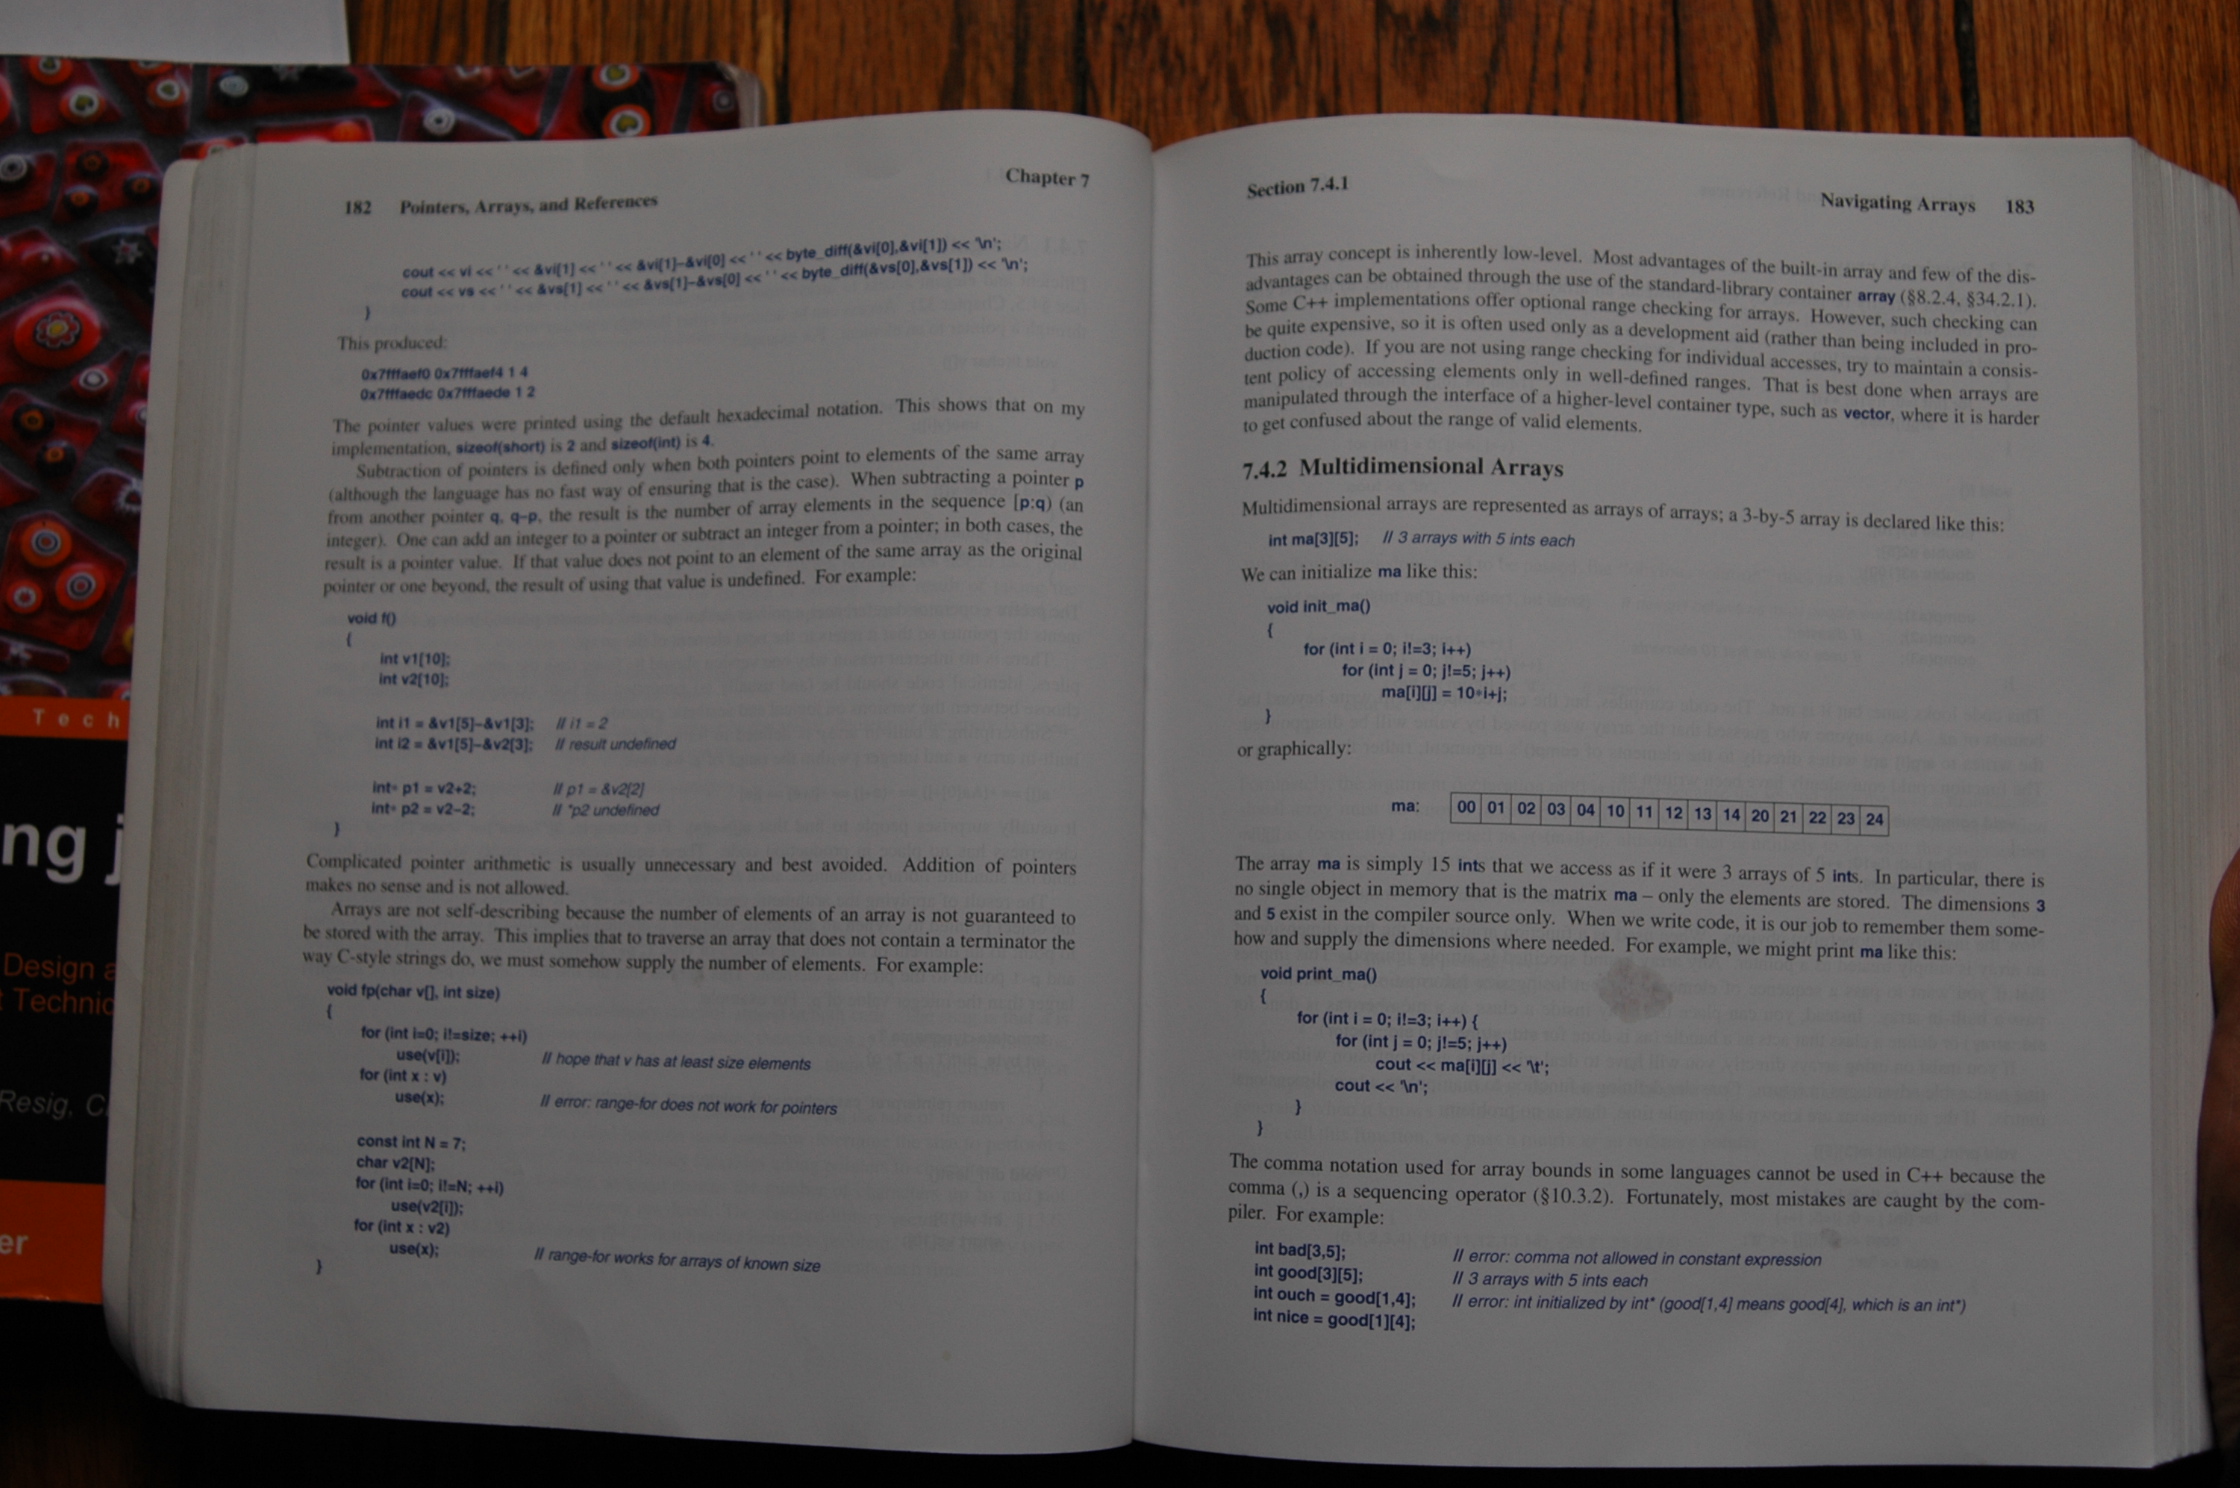 182 Pointers, Arrays, and References Chapter 7
cout << vi << ' ' << &vi[1] << ' ' << &vi[1]–&vi[0] << ' ' << byte_diff(&vi[0],&vi[1]) << '\n';
cout << vs << ' ' << &vs[1] << ' ' << &vs[1]–&vs[0] << ' ' << byte_diff(&vs[0],&vs[1]) << '\n';
}
This produced:
0x7fffaef0 0x7fffaef4 1 4
0x7fffaedc 0x7fffaede 1 2
The pointer values were printed using the default hexadecimal notation. This shows that on my
implementation, sizeof(short) is 2 and sizeof(int) is 4.
Subtraction of pointers is defined only when both pointers point to elements of the same array
(although the language has no fast way of ensuring that is the case). When subtracting a pointer p
from another pointer q, q–p, the result is the number of array elements in the sequence [p:q) (an
integer). One can add an integer to a pointer or subtract an integer from a pointer; in both cases, the
result is a pointer value. If that value does not point to an element of the same array as the original
pointer or one beyond, the result of using that value is undefined. For example:
void f()
{
int v1[10];
int v2[10];
int i1 = &v1[5]–&v1[3]; // i1 = 2
int i2 = &v1[5]–&v2[3]; // result undefined
int* p1 = v2+2; // p1 = &v2[2]
int* p2 = v2–2; // *p2 undefined
}
Complicated pointer arithmetic is usually unnecessary and best avoided. Addition of pointers
makes no sense and is not allowed.
Arrays are not self-describing because the number of elements of an array is not guaranteed to
be stored with the array. This implies that to traverse an array that does not contain a terminator the
way C-style strings do, we must somehow supply the number of elements. For example:
void fp(char v[], int size)
{
for (int i=0; i!=size; ++i)
use(v[i]); // hope that v has at least size elements
for (int x : v) // error: range-for does not work for pointers
use(x);
const int N = 7;
char v2[N];
for (int i=0; i!=N; ++i)
use(v2[i]);
for (int x : v2)
use(x); // range-for works for arrays of known size
}
Section 7.4.1 Navigating Arrays 183
This array concept is inherently low-level. Most advantages of the built-in array and few of the dis-
advantages can be obtained through the use of the standard-library container array (§8.2.4, §34.2.1).
Some C++ implementations offer optional range checking for arrays. However, such checking can
be quite expensive, so it is often used only as a development aid (rather than being included in pro-
duction code). If you are not using range checking for individual accesses, try to maintain a consis-
tent policy of accessing elements only in well-defined ranges. That is best done when arrays are
manipulated through the interface of a higher-level container type, such as vector, where it is harder
to get confused about the range of valid elements.
7.4.2 Multidimensional Arrays
Multidimensional arrays are represented as arrays of arrays; a 3-by-5 array is declared like this:
int ma[3][5]; // 3 arrays with 5 ints each
We can initialize ma like this:
void init_ma()
{
for (int i = 0; i!=3; i++)
for (int j = 0; j!=5; j++)
ma[i][j] = 10*i+j;
}
or graphically:
ma: 00 01 02 03 04 10 11 12 13 14 20 21 22 23 24
The array ma is simply 15 ints that we access as if it were 3 arrays of 5 ints. In particular, there is
no single object in memory that is the matrix ma – only the elements are stored. The dimensions 3
and 5 exist in the compiler source only. When we write code, it is our job to remember them some-
how and supply the dimensions where needed. For example, we might print ma like this:
void print_ma()
{
for (int i = 0; i!=3; i++) {
for (int j = 0; j!=5; j++)
cout << ma[i][j] << '\t';
cout << '\n';
}
}
The comma notation used for array bounds in some languages cannot be used in C++ because the
comma (,) is a sequencing operator (§10.3.2). Fortunately, most mistakes are caught by the com-
piler. For example:
int bad[3,5]; // error: comma not allowed in constant expression
int good[3][5]; // 3 arrays with 5 ints each
int ouch = good[1,4]; // error: int initialized by int* (good[1,4] means good[4], which is an int*)
int nice = good[1][4];
Tech
ng j
Design
Technic
Resig, C
er